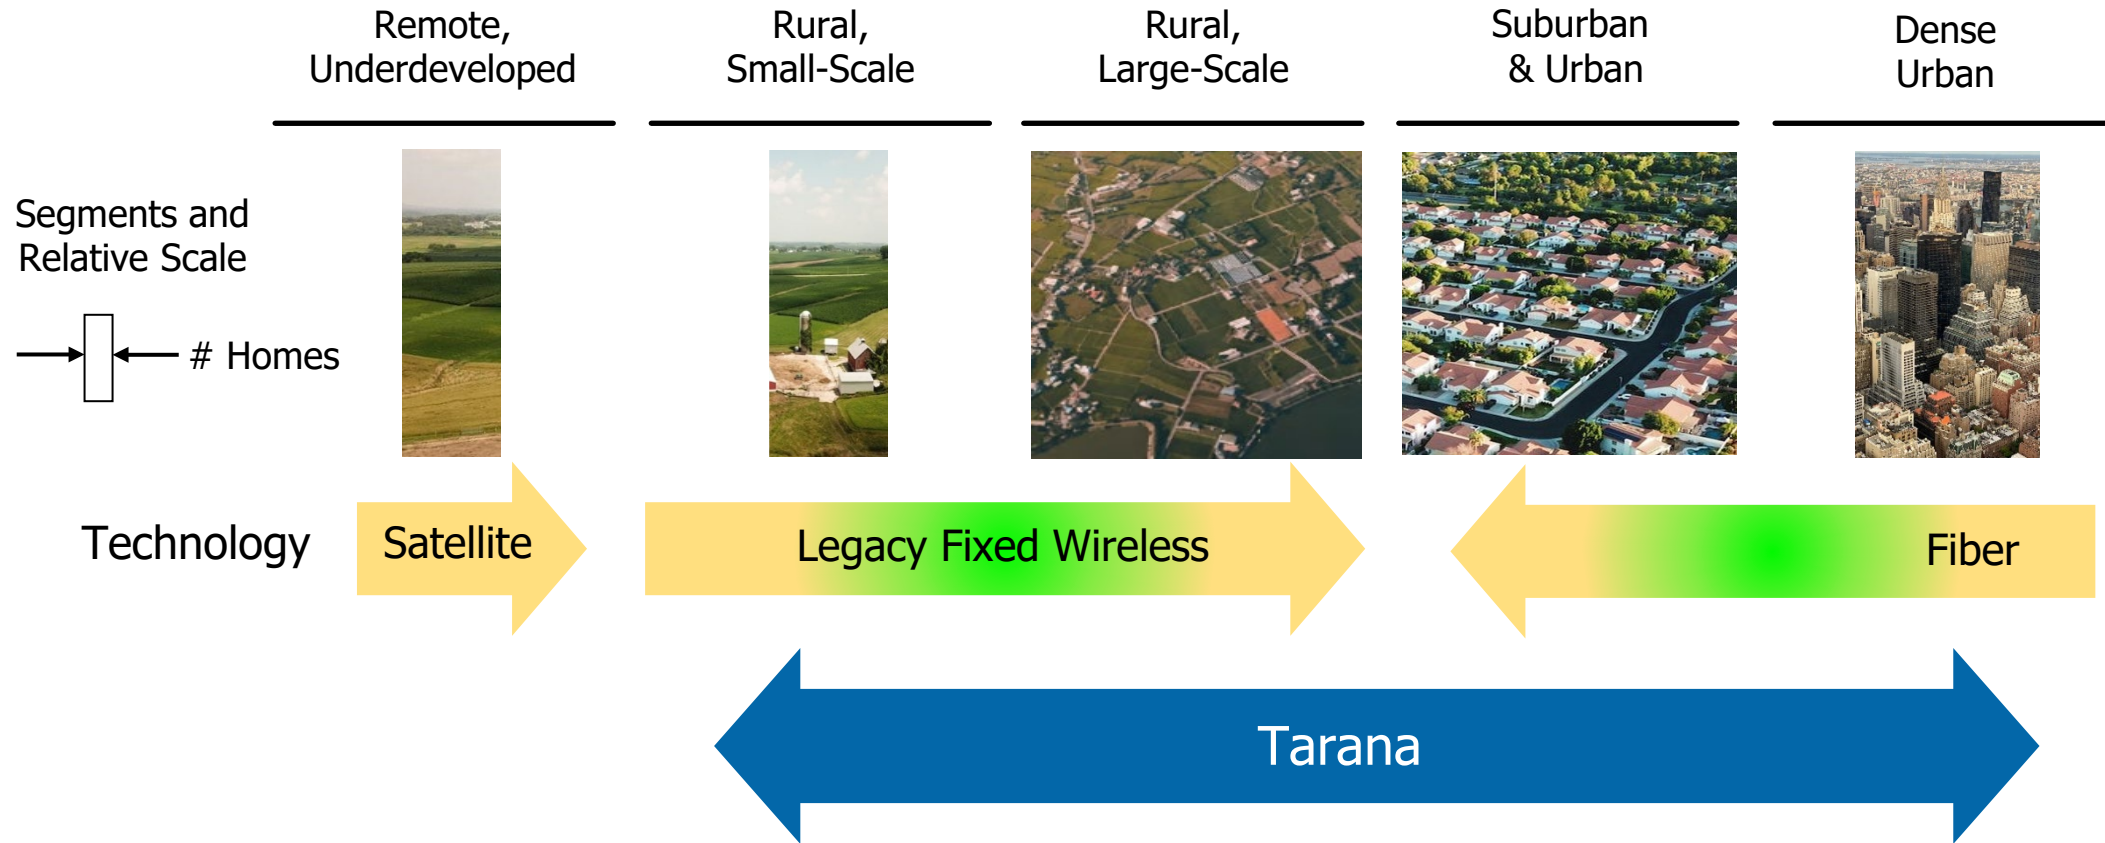 Remote,
Underdeveloped
Rural,
Small-Scale
Rural,
Large-Scale
Suburban
& Urban
Dense
Urban
Segments and
Relative Scale
# Homes
Technology
Satellite
Legacy Fixed Wireless
Fiber
Tarana